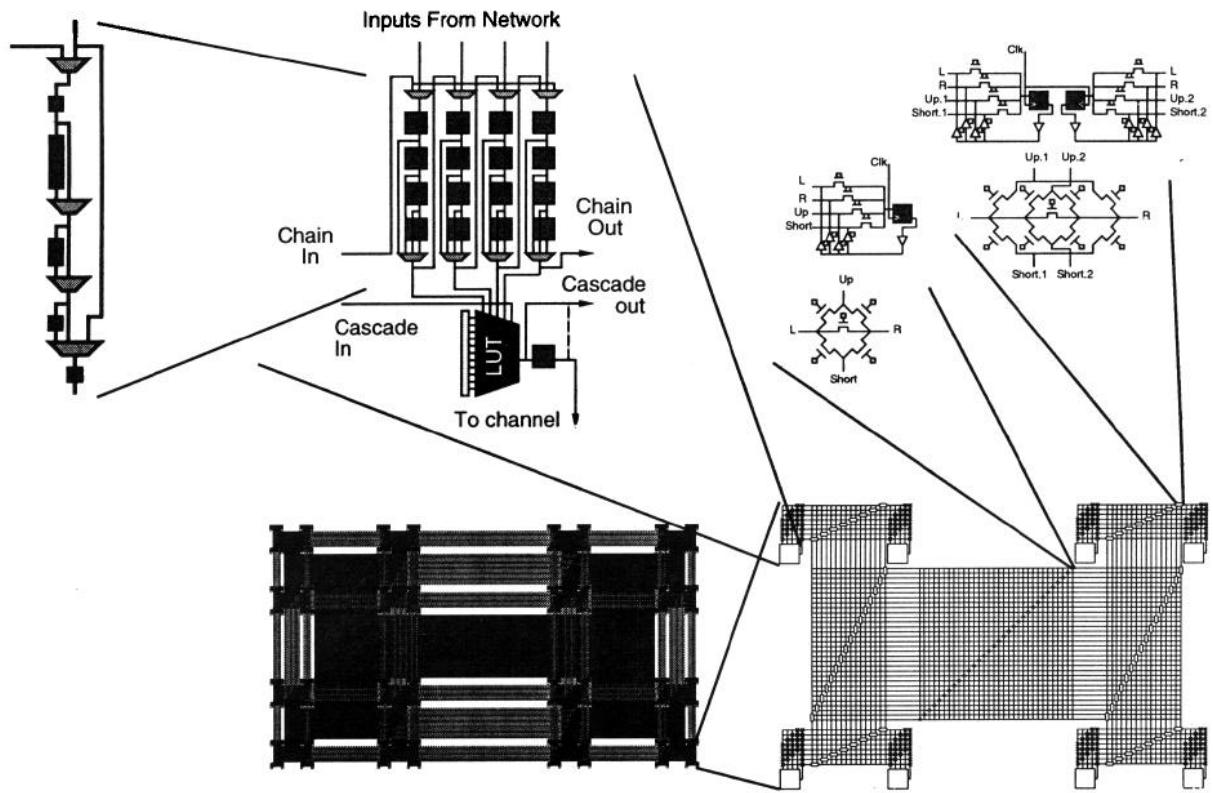 Inputs From Network
Chain
In
Chain
Out
Cascade
out
Cascade
In
LUT
To channel
Clk
L
R
Up.1
Short.1
L
R
Up.2
Short.2
Up.1 Up.2
L
R
Short.1 Short.2
Clk
L
R
Up
Short
Up
L
R
Short